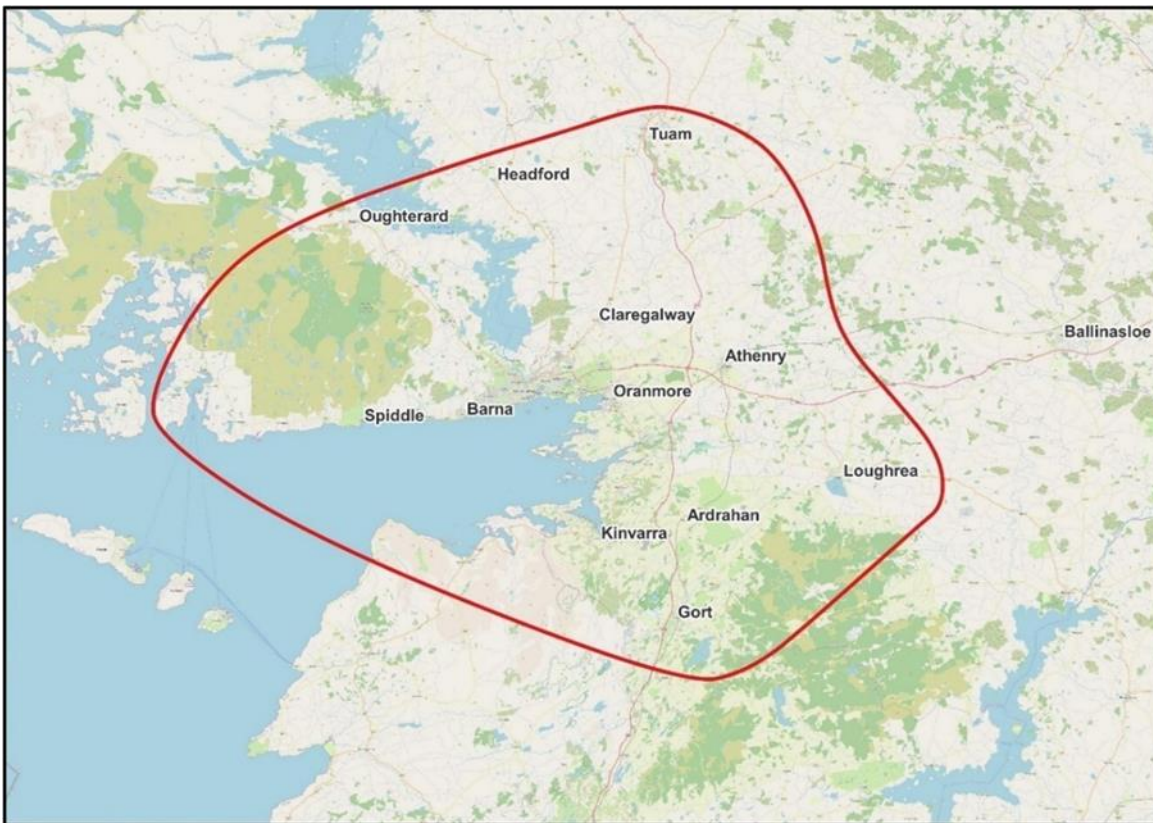 Tuam
Headford
Oughterard
Claregalway
Ballinasloe
Athenry
Oranmore
Barna
Spiddle
Loughrea
Ardrahan
Kinvarra
Gort